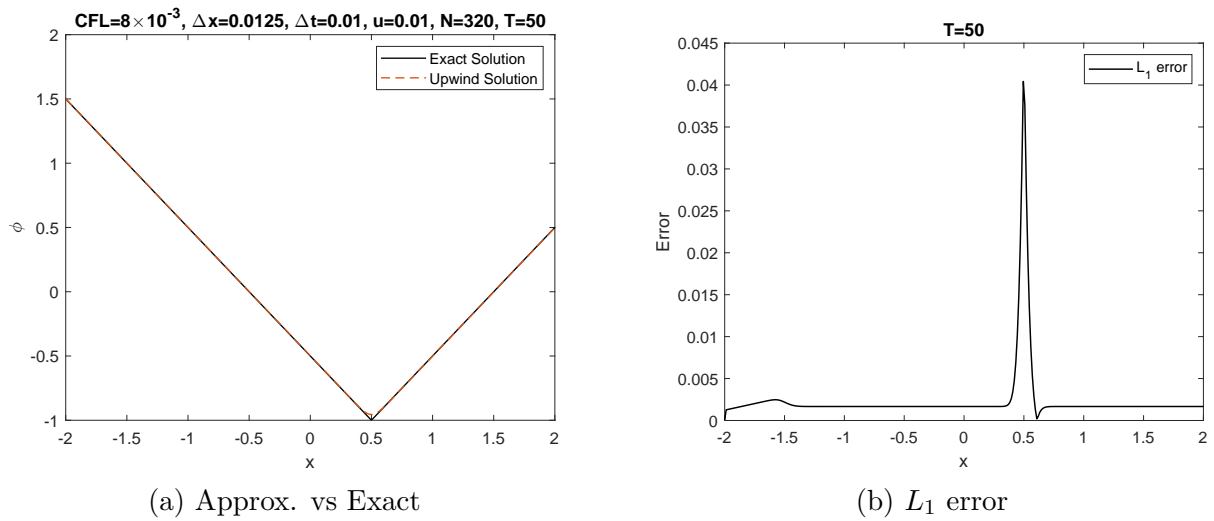 CFL=8×10⁻³, Δx=0.0125, Δt=0.01, u=0.01, N=320, T=50
2
1.5
1
0.5
0
-0.5
-1
ϕ
Exact Solution
Upwind Solution
-2 -1.5 -1 -0.5 0 0.5 1 1.5 2
x
(a) Approx. vs Exact
T=50
0.045
0.04
0.035
0.03
0.025
0.02
0.015
0.01
0.005
0
Error
L₁ error
-2 -1.5 -1 -0.5 0 0.5 1 1.5 2
x
(b) L₁ error